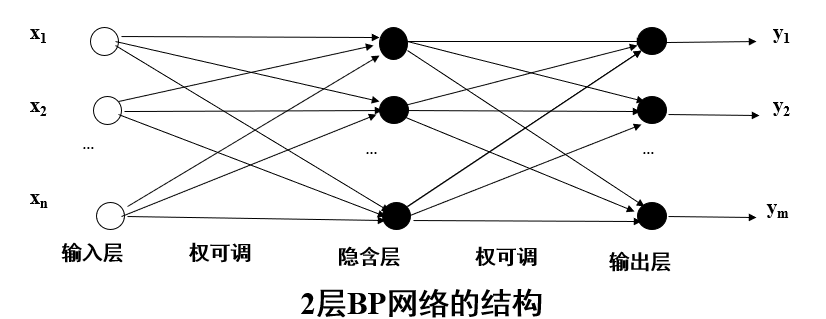 x1 y1
x2 y2
... ... ...
xn ym
输入层 权可调 隐含层 权可调 输出层
2层BP网络的结构